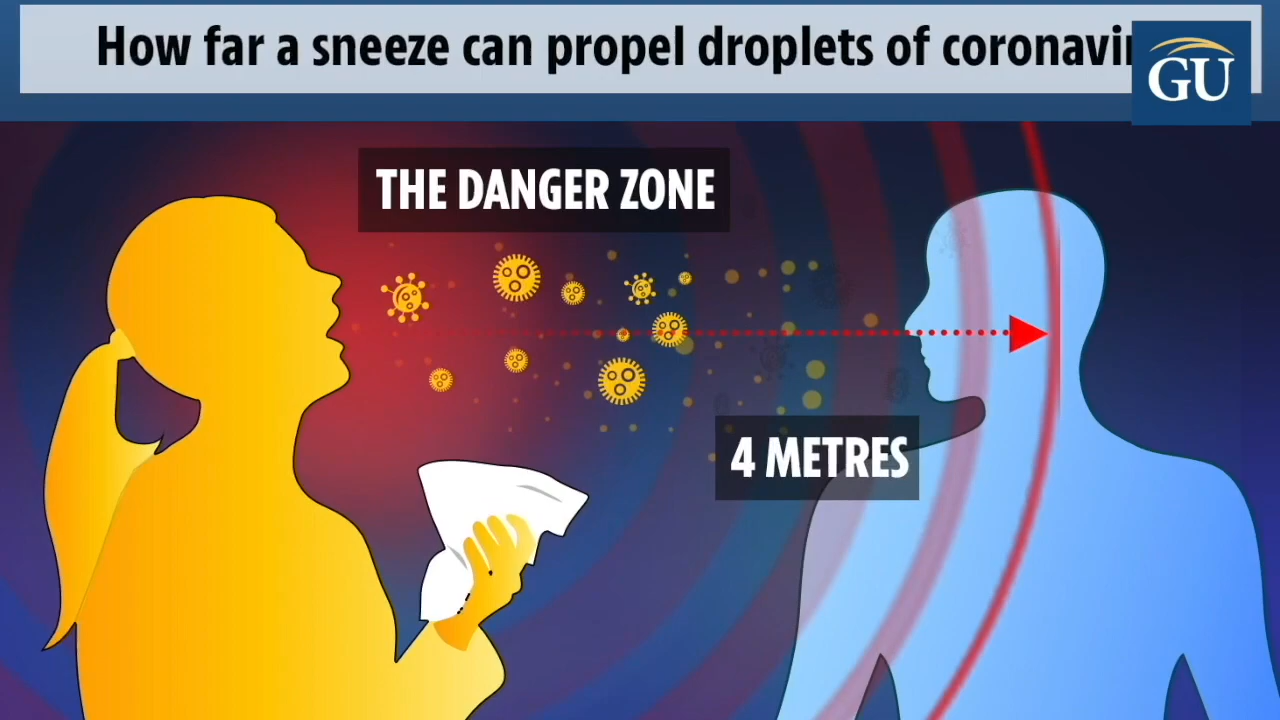 How far a sneeze can propel droplets of
GU
THE DANGER ZONE
4 METRES